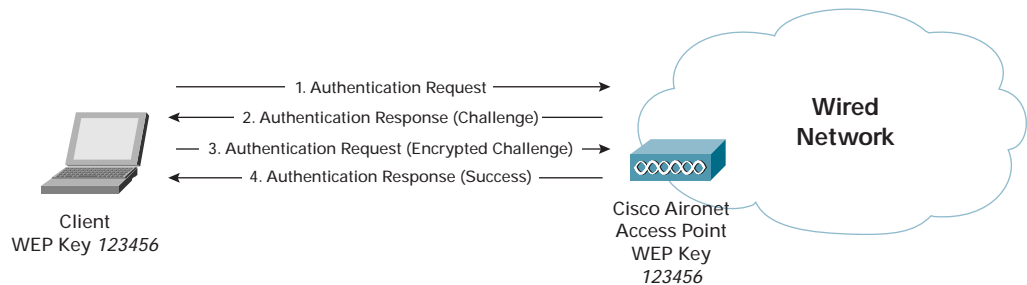 1. Authentication Request
2. Authentication Response (Challenge)
3. Authentication Request (Encrypted Challenge)
4. Authentication Response (Success)
Wired
Network
Client
WEP Key 123456
Cisco Aironet
Access Point
WEP Key
123456